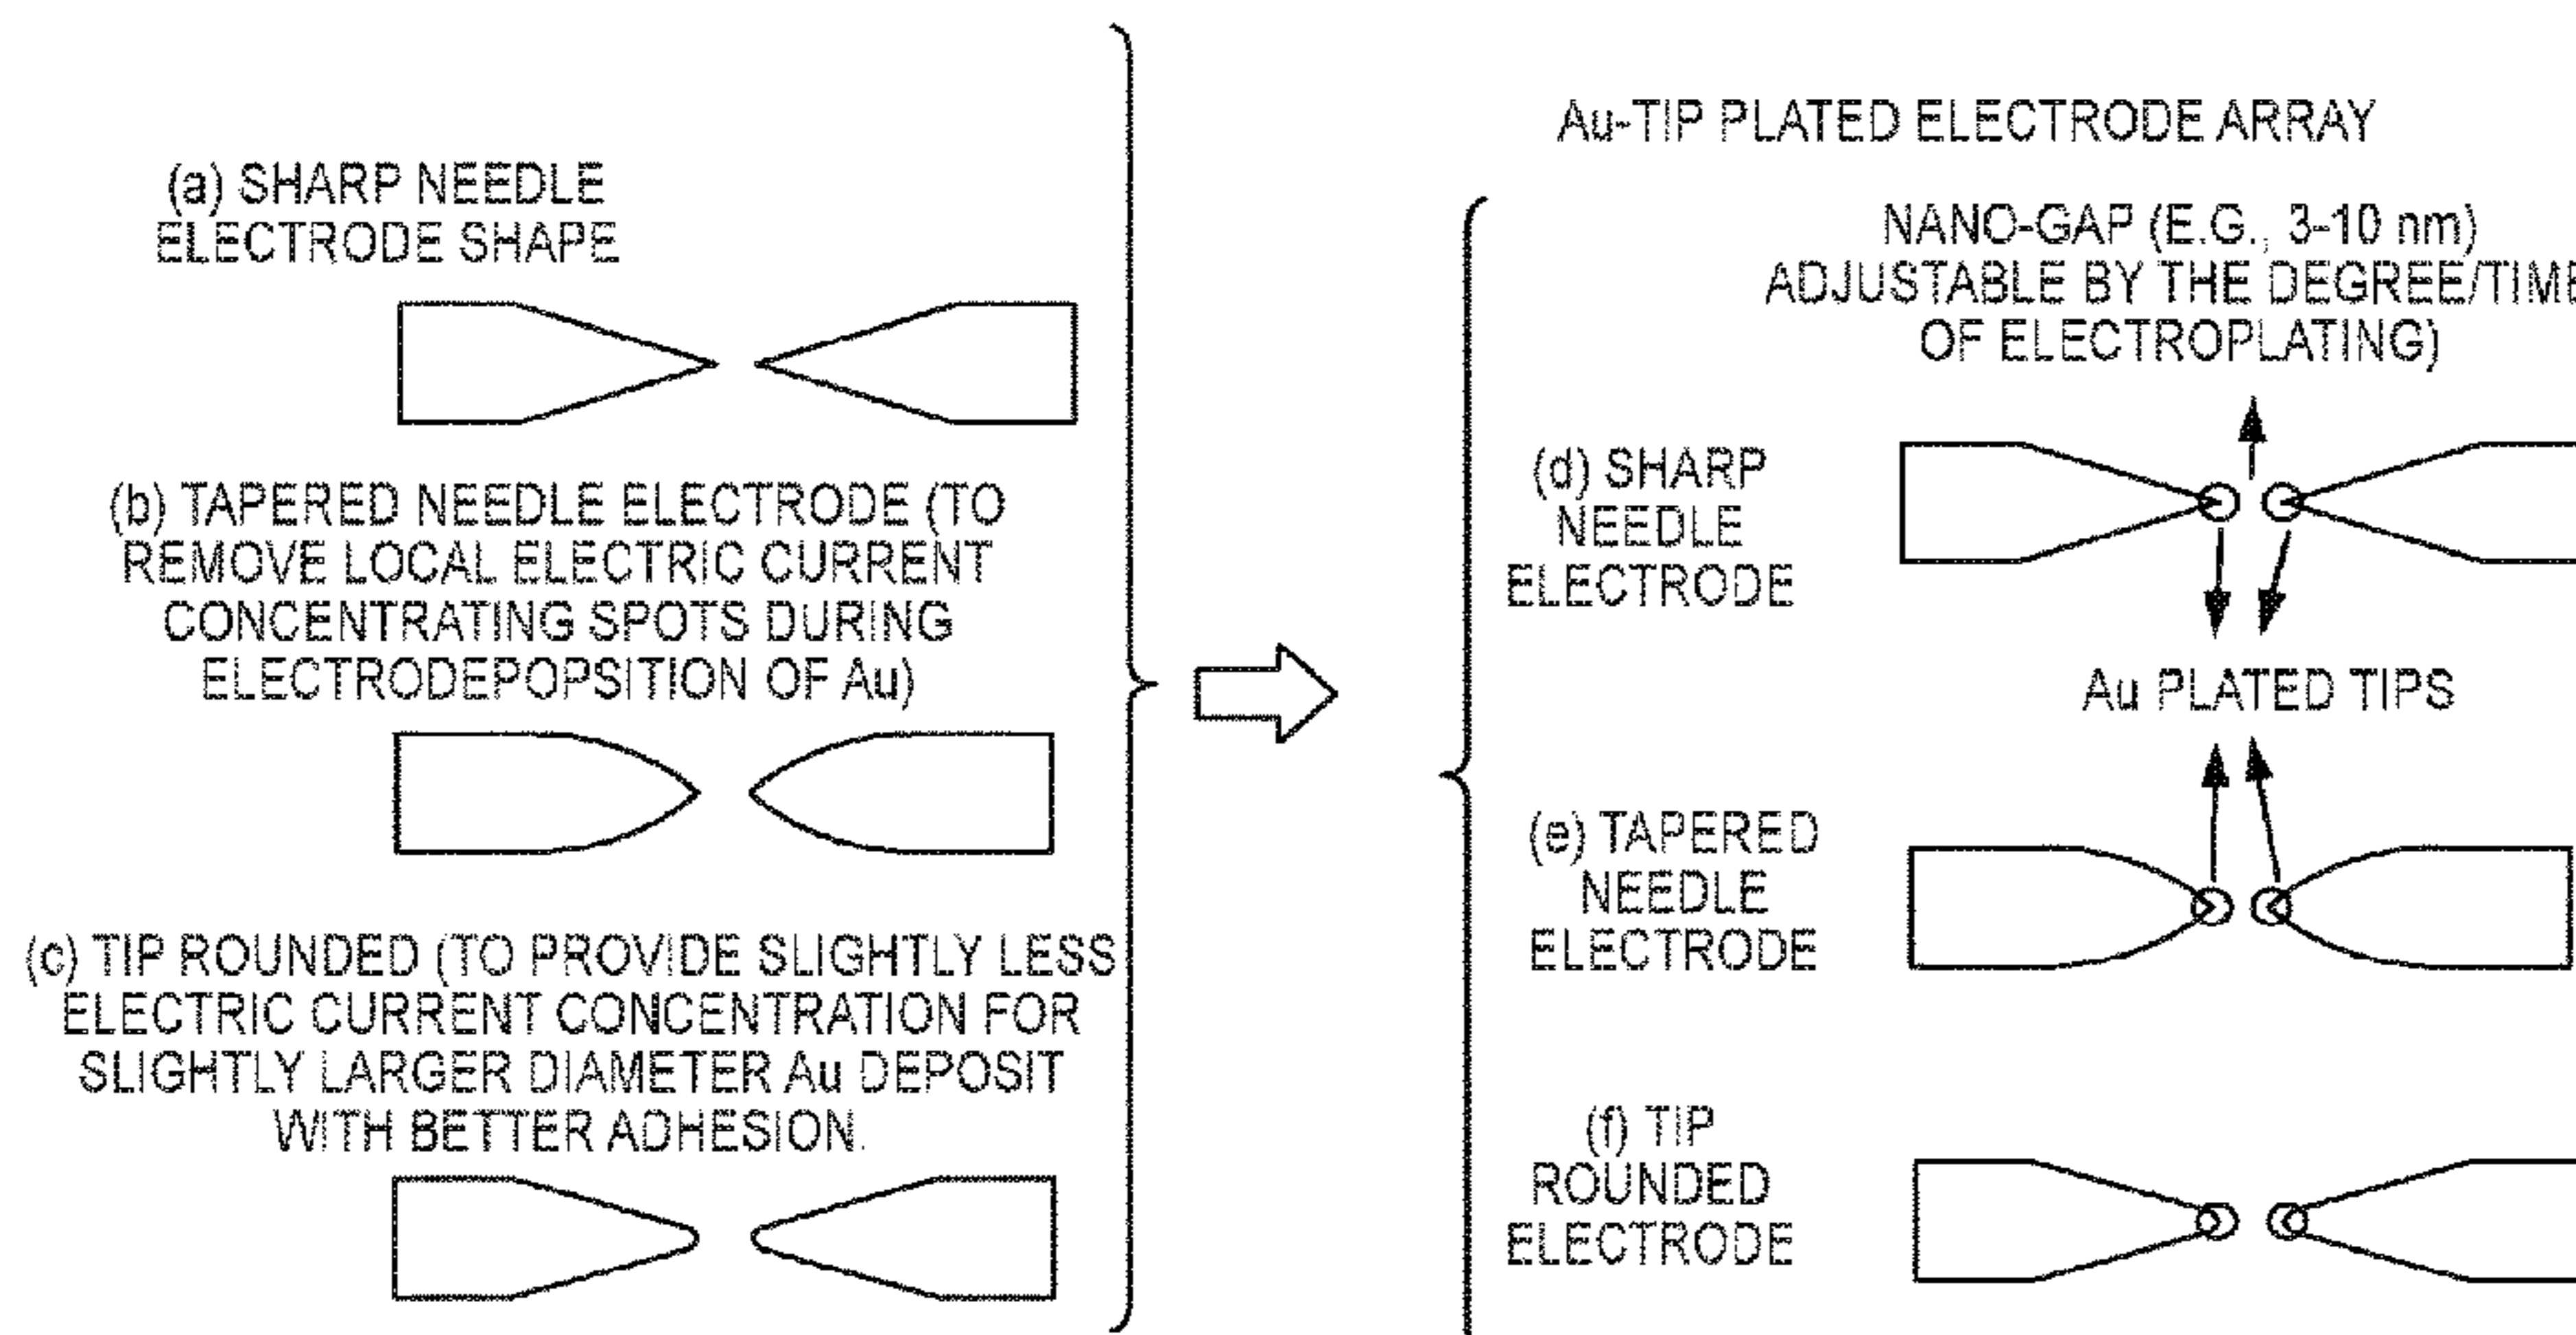 (a) SHARP NEEDLE
ELECTRODE SHAPE
(b) TAPERED NEEDLE ELECTRODE (TO
REMOVE LOCAL ELECTRIC CURRENT
CONCENTRATING SPOTS DURING
ELECTRODEPOPSITION OF Au)
(c) TIP ROUNDED (TO PROVIDE SLIGHTLY LESS
ELECTRIC CURRENT CONCENTRATION FOR
SLIGHTLY LARGER DIAMETER Au DEPOSIT
WITH BETTER ADHESION.
Au-TIP PLATED ELECTRODE ARRAY
NANO-GAP (E.G., 3-10 nm)
ADJUSTABLE BY THE DEGREE/TIME
OF ELECTROPLATING)
(d) SHARP
NEEDLE
ELECTRODE
Au PLATED TIPS
(e) TAPERED
NEEDLE
ELECTRODE
(f) TIP
ROUNDED
ELECTRODE